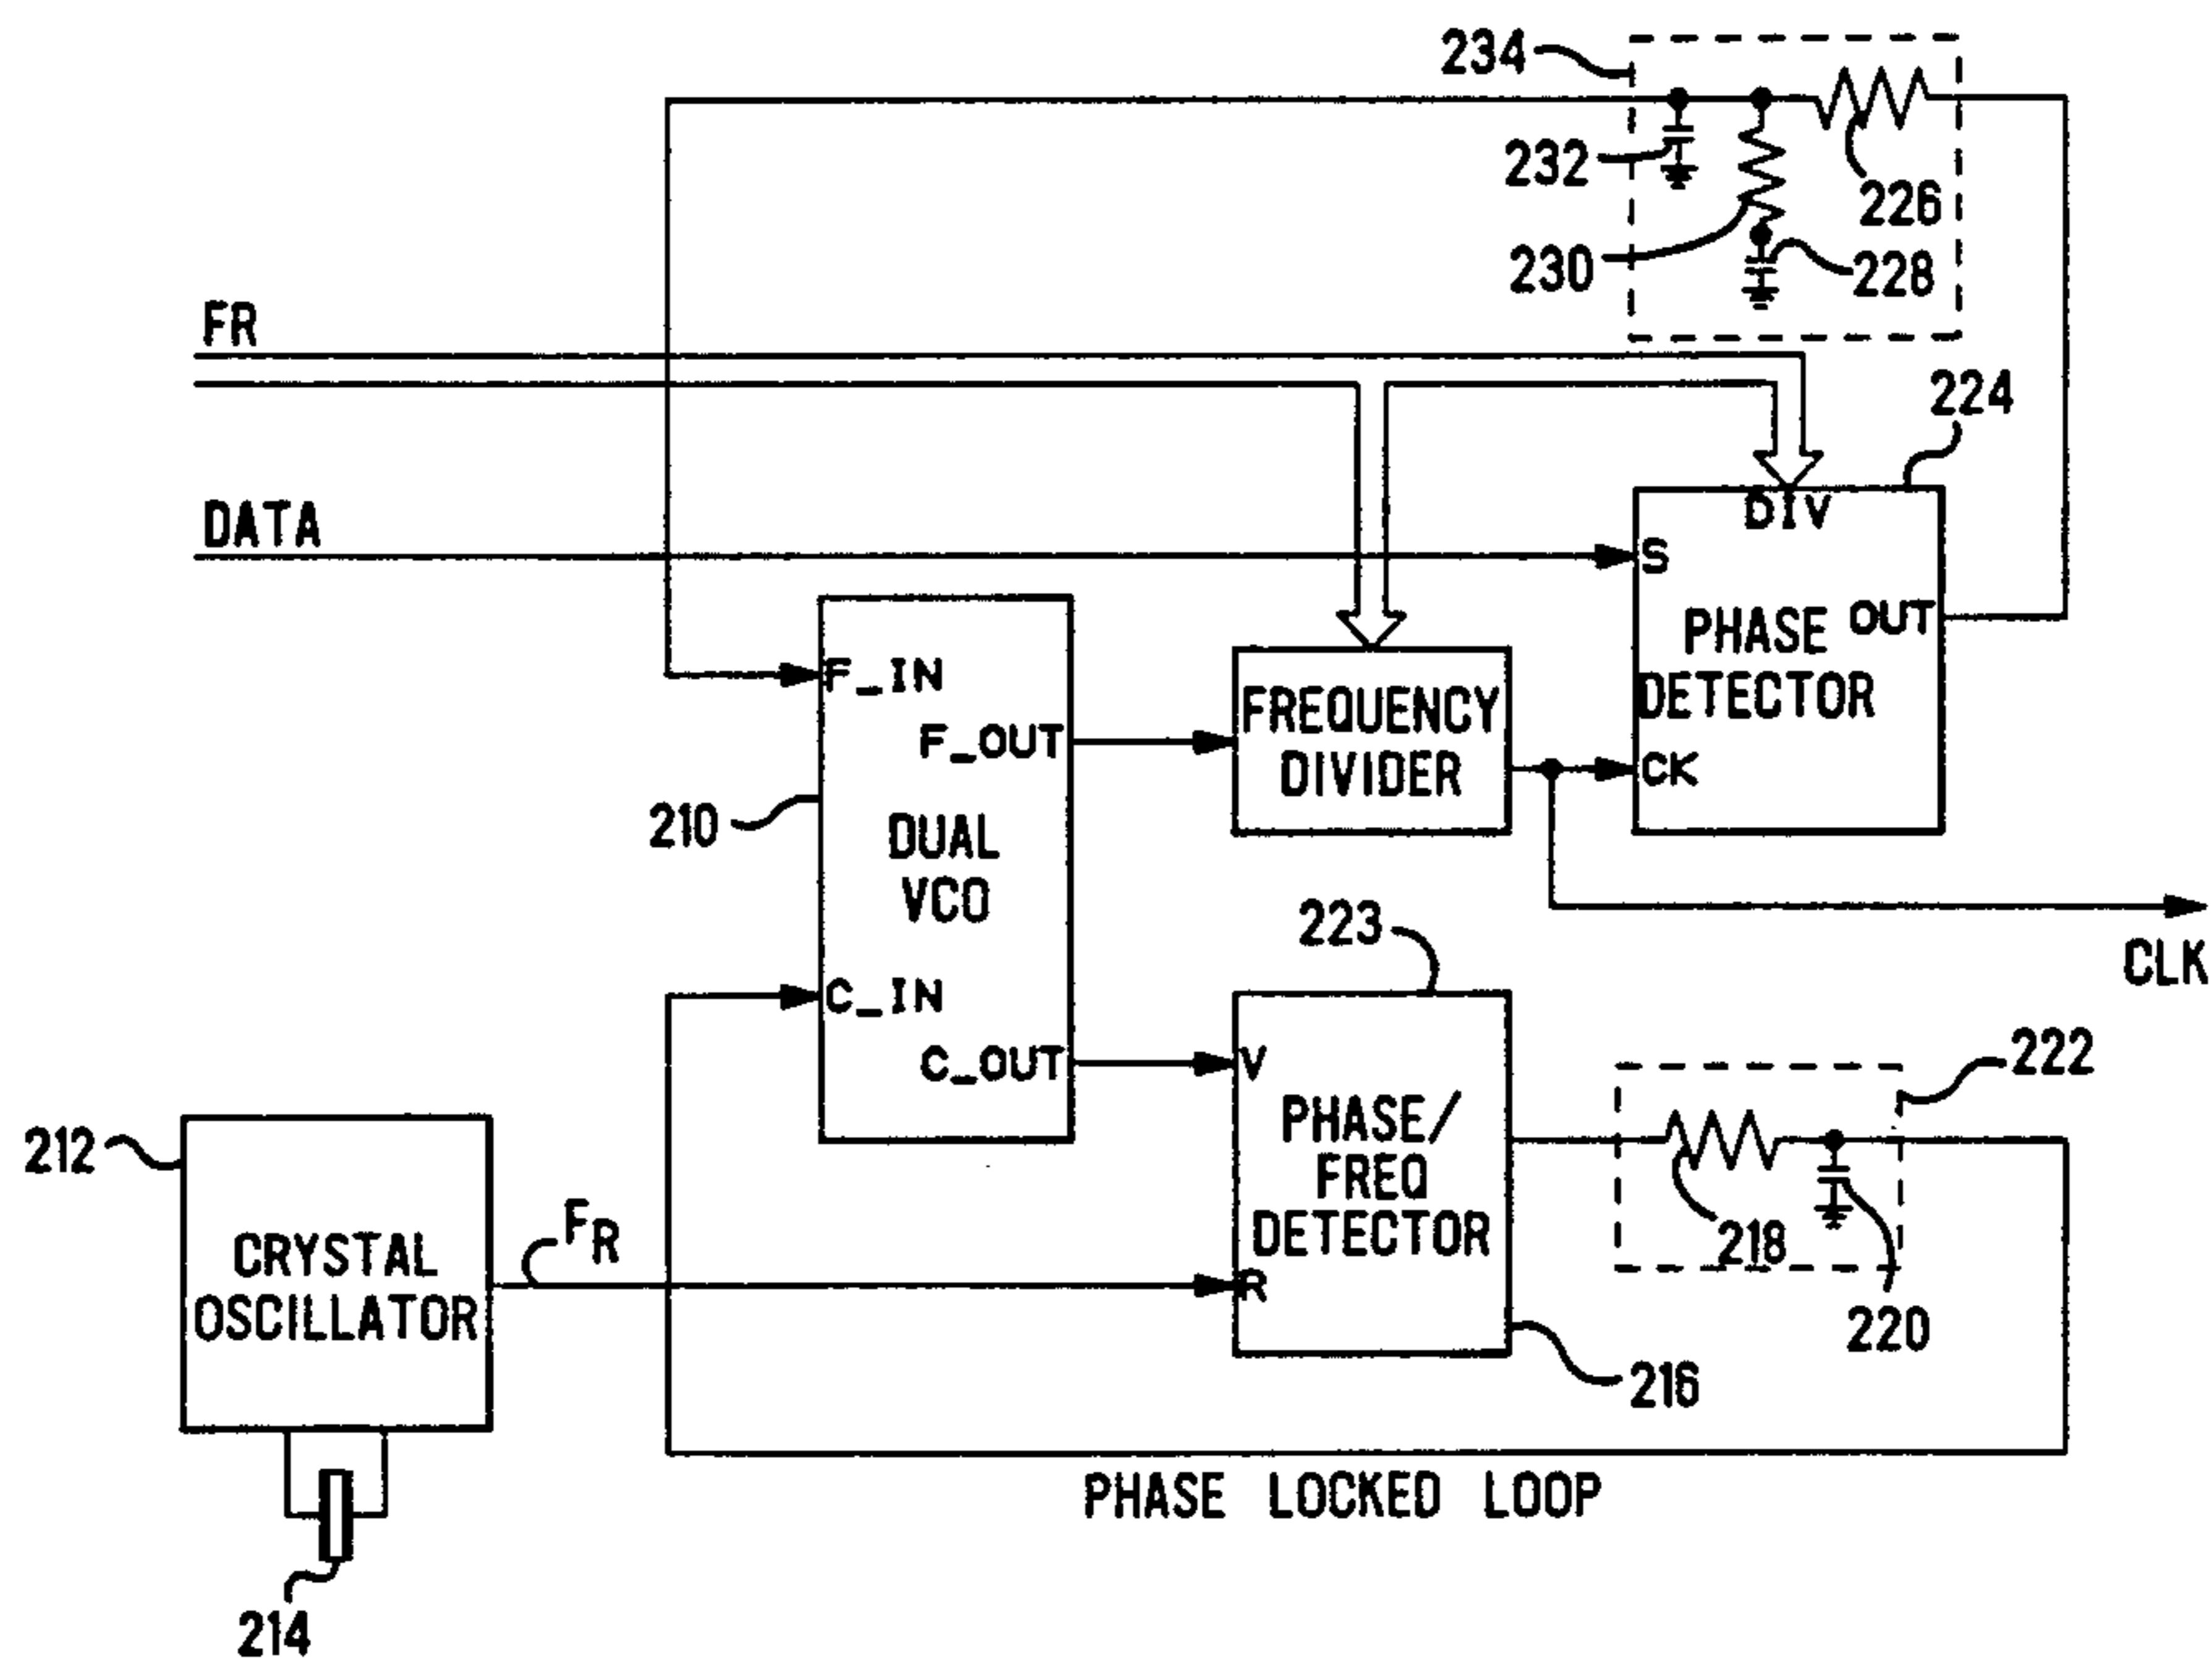 234
232
226
230
228
FR
224
DATA
DIV
S
PHASE OUT
DETECTOR
CK
F_IN
F_OUT
FREQUENCY
DIVIDER
210
DUAL
VCO
223
CLK
C_IN
C_OUT
V
PHASE/
FREQ
DETECTOR
R
222
218
220
212
CRYSTAL
OSCILLATOR
FR
216
PHASE LOCKED LOOP
214